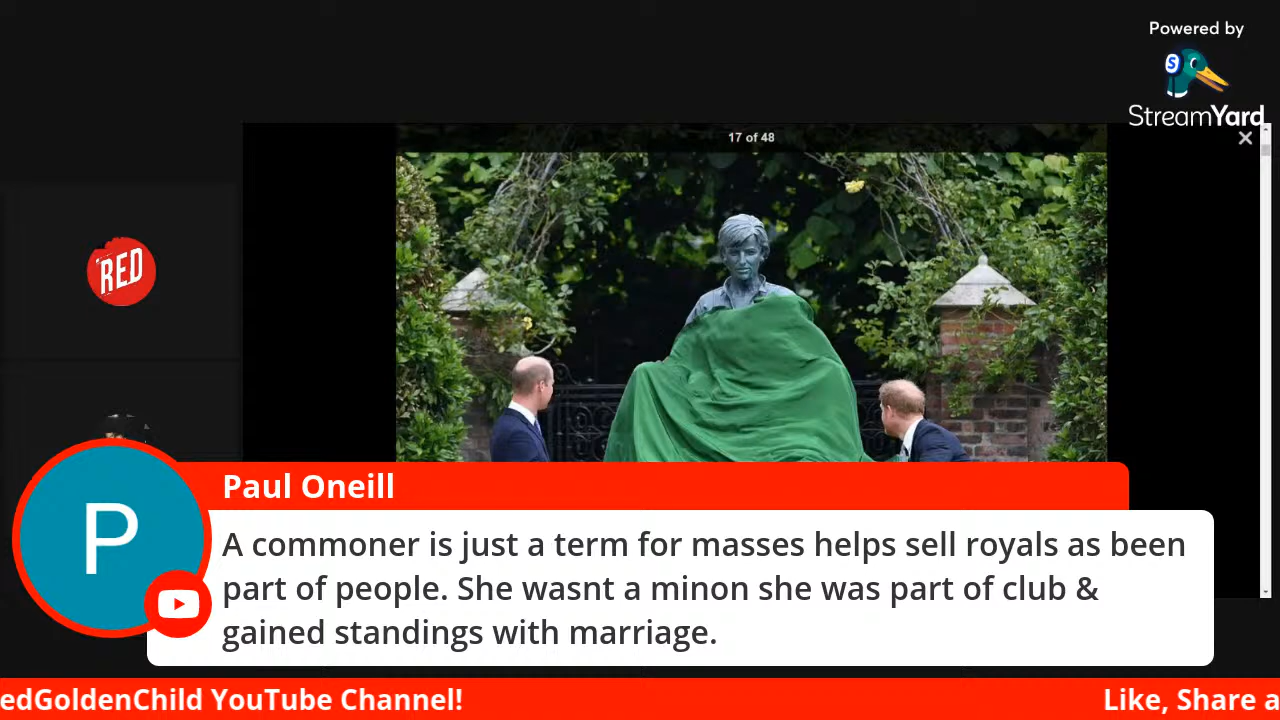 Powered by
S
StreamYard
17 of 48
RED
P
Paul Oneill
A commoner is just a term for masses helps sell royals as been
part of people. She wasnt a minon she was part of club &
gained standings with marriage.
edGoldenChild YouTube Channel!
Like, Share a